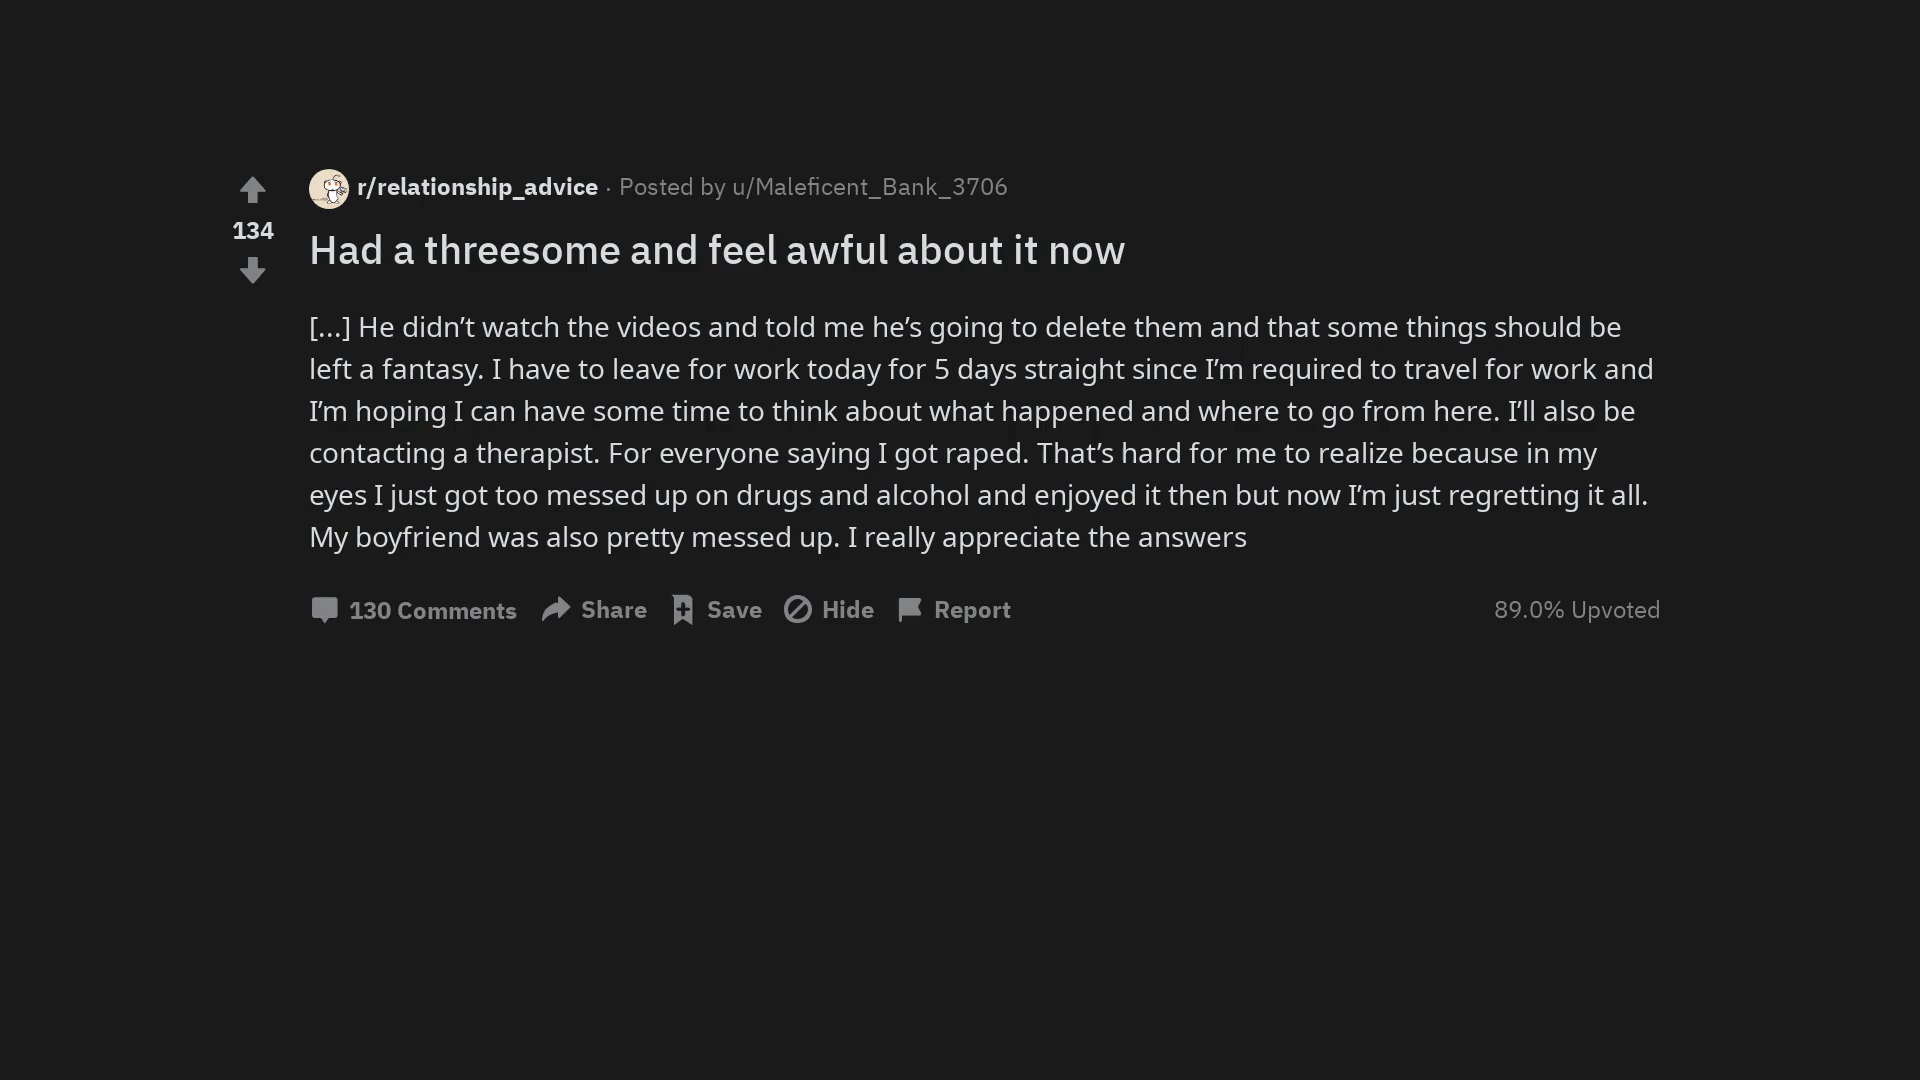 r/relationship_advice · Posted by u/Maleficent_Bank_3706
134
Had a threesome and feel awful about it now
[...] He didn’t watch the videos and told me he’s going to delete them and that some things should be
left a fantasy. I have to leave for work today for 5 days straight since I’m required to travel for work and
I’m hoping I can have some time to think about what happened and where to go from here. I’ll also be
contacting a therapist. For everyone saying I got raped. That’s hard for me to realize because in my
eyes I just got too messed up on drugs and alcohol and enjoyed it then but now I’m just regretting it all.
My boyfriend was also pretty messed up. I really appreciate the answers
130 Comments Share Save Hide Report 89.0% Upvoted